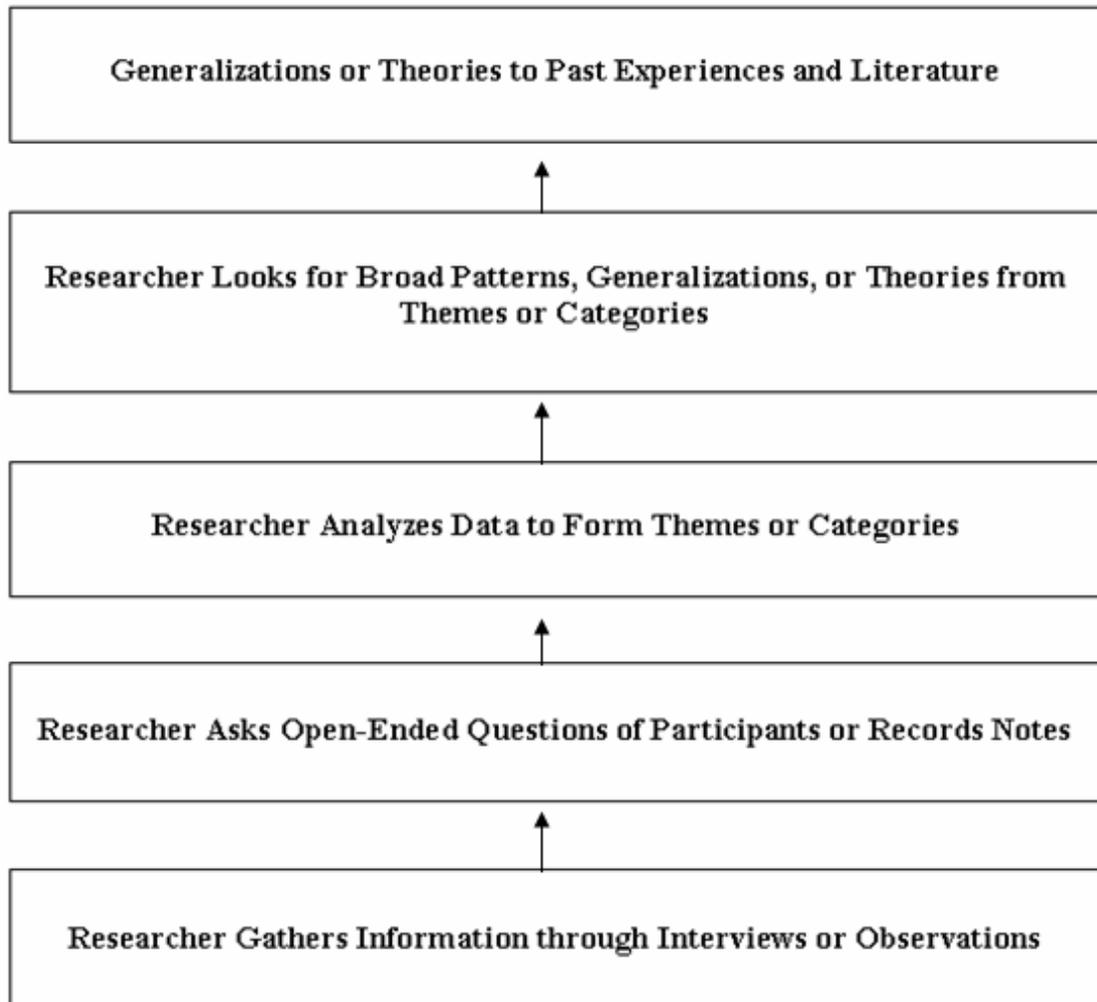 Generalizations or Theories to Past Experiences and Literature
Researcher Looks for Broad Patterns, Generalizations, or Theories from
Themes or Categories
Researcher Analyzes Data to Form Themes or Categories
Researcher Asks Open-Ended Questions of Participants or Records Notes
Researcher Gathers Information through Interviews or Observations